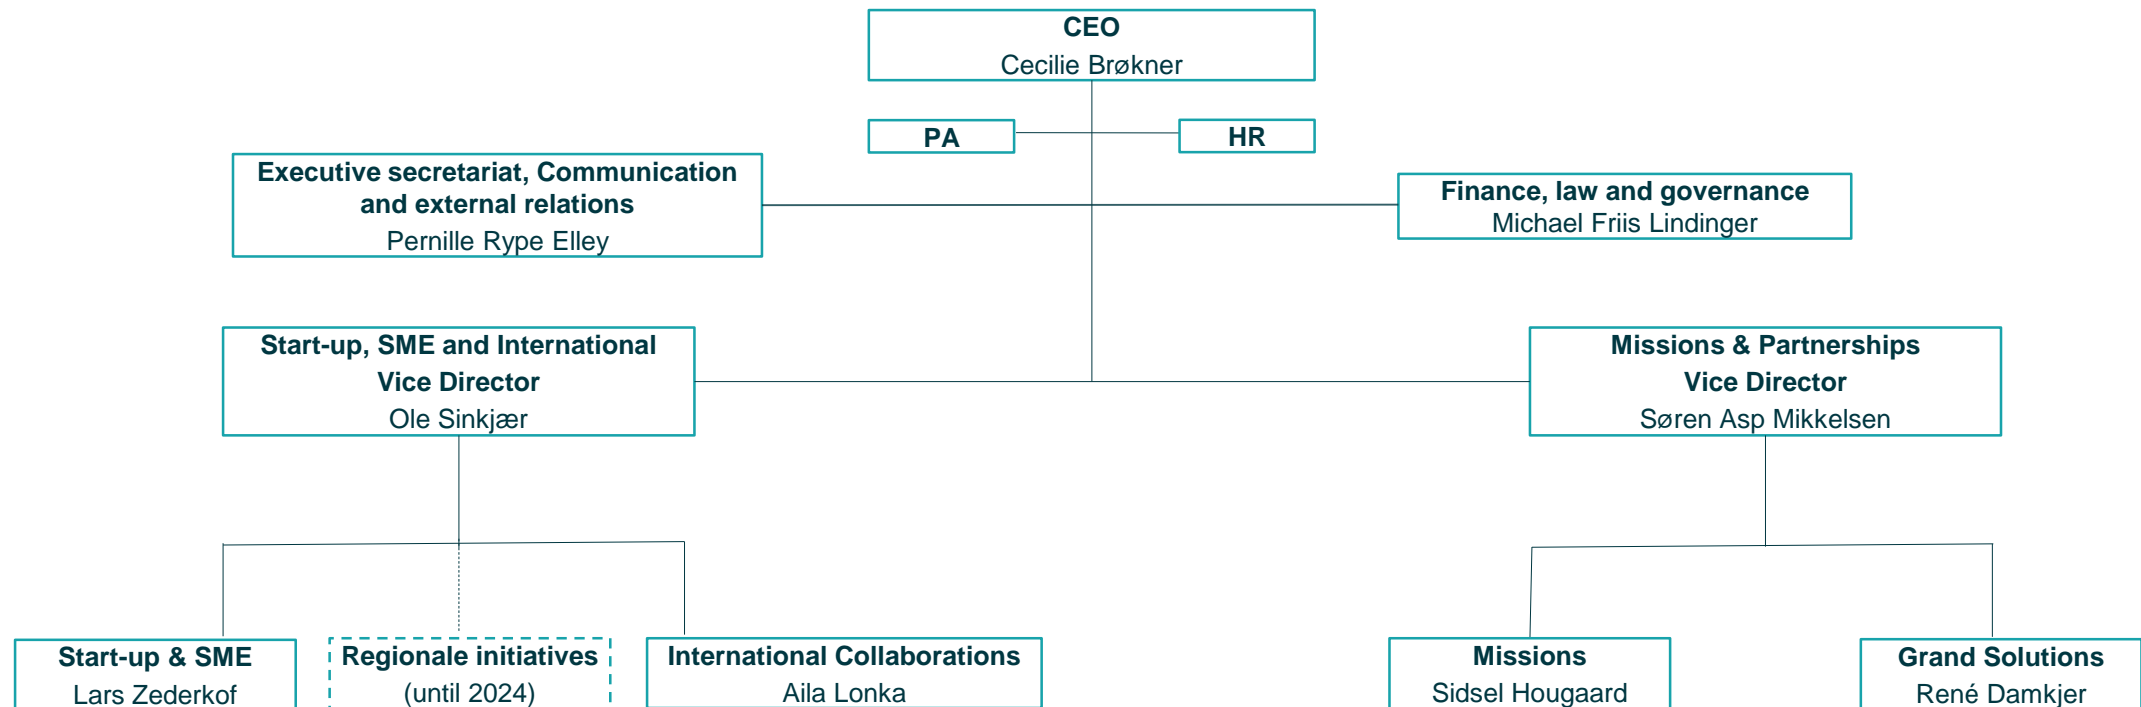 CEO
Cecilie Brøkner
PA
HR
Executive secretariat, Communication
and external relations
Pernille Rype Elley
Finance, law and governance
Michael Friis Lindinger
Start-up, SME and International
Vice Director
Ole Sinkjær
Missions & Partnerships
Vice Director
Søren Asp Mikkelsen
Start-up & SME
Lars Zederkof
Regionale initiatives
(until 2024)
International Collaborations
Aila Lonka
Missions
Sidsel Hougaard
Grand Solutions
René Damkjer